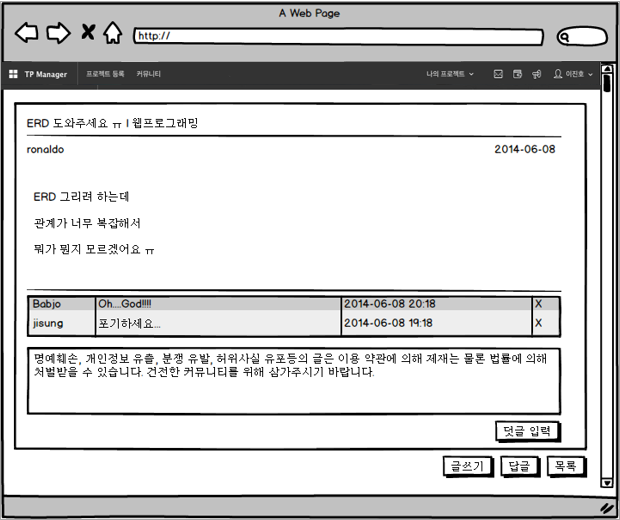 A Web Page
http://
TP Manager 프로젝트 등록 커뮤니티 나의 프로젝트 이진호
ERD 도와주세요 ㅠ | 웹프로그래밍
ronaldo 2014-06-08
ERD 그리려 하는데
관계가 너무 복잡해서
뭐가 뭔지 모르겠어요 ㅠ
Babjo Oh...God!!!! 2014-06-08 20:18 X
jisung 포기하세요... 2014-06-08 19:18 X
명예훼손, 개인정보 유출, 분쟁 유발, 허위사실 유포등의 글은 이용 약관에 의해 제재는 물론 법률에 의해
처벌받을 수 있습니다. 건전한 커뮤니티를 위해 삼가주시기 바랍니다.
덧글 입력
글쓰기 답글 목록